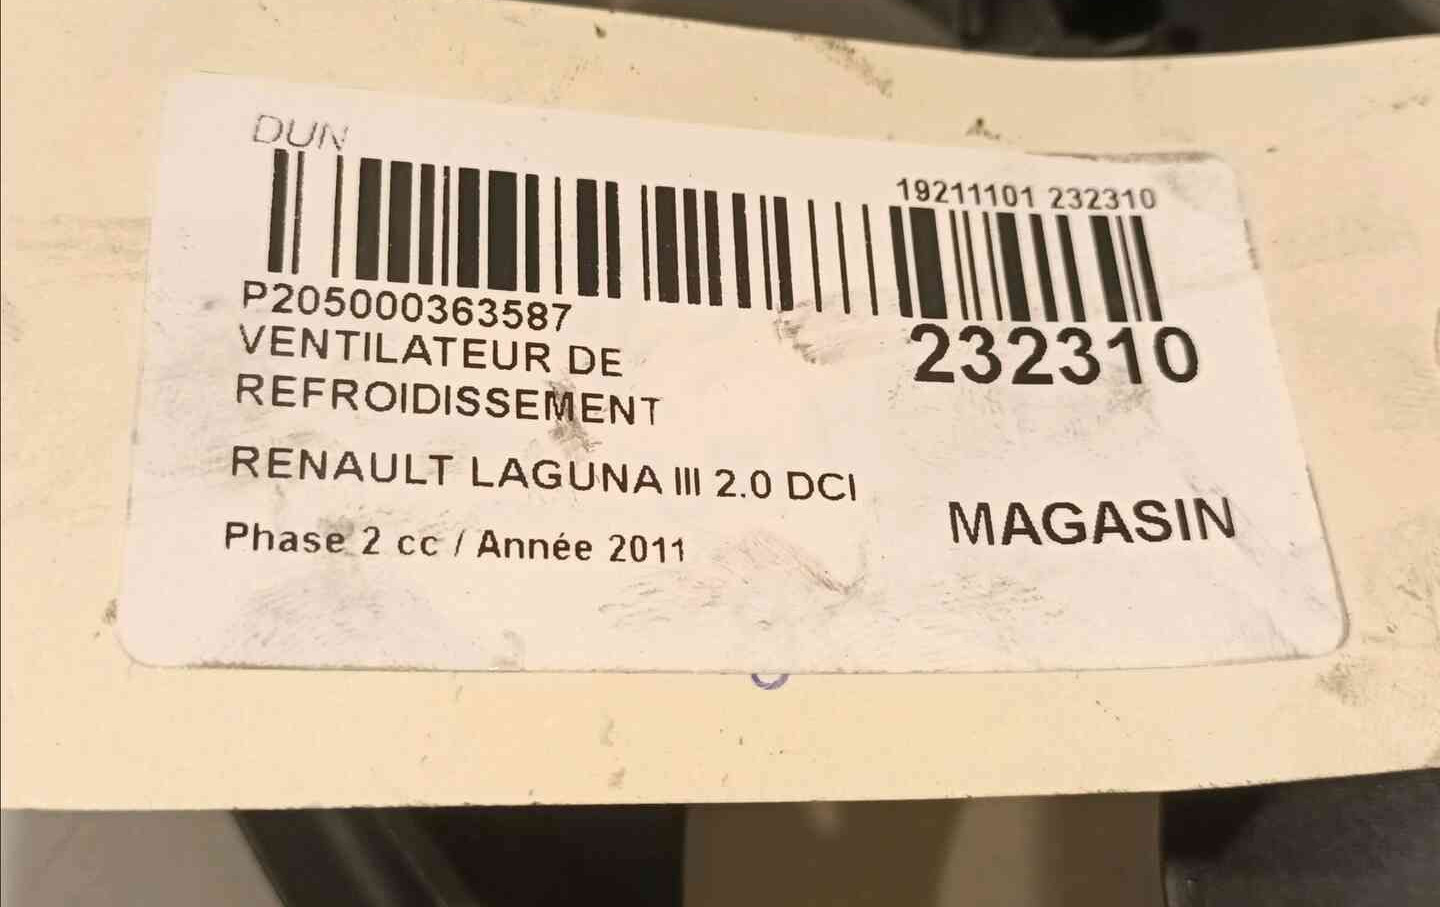 DUN
19211101 232310
P205000363587
232310
VENTILATEUR DE
REFROIDISSEMENT
RENAULT LAGUNA III 2.0 DCI
MAGASIN
Phase 2 cc / Année 2011